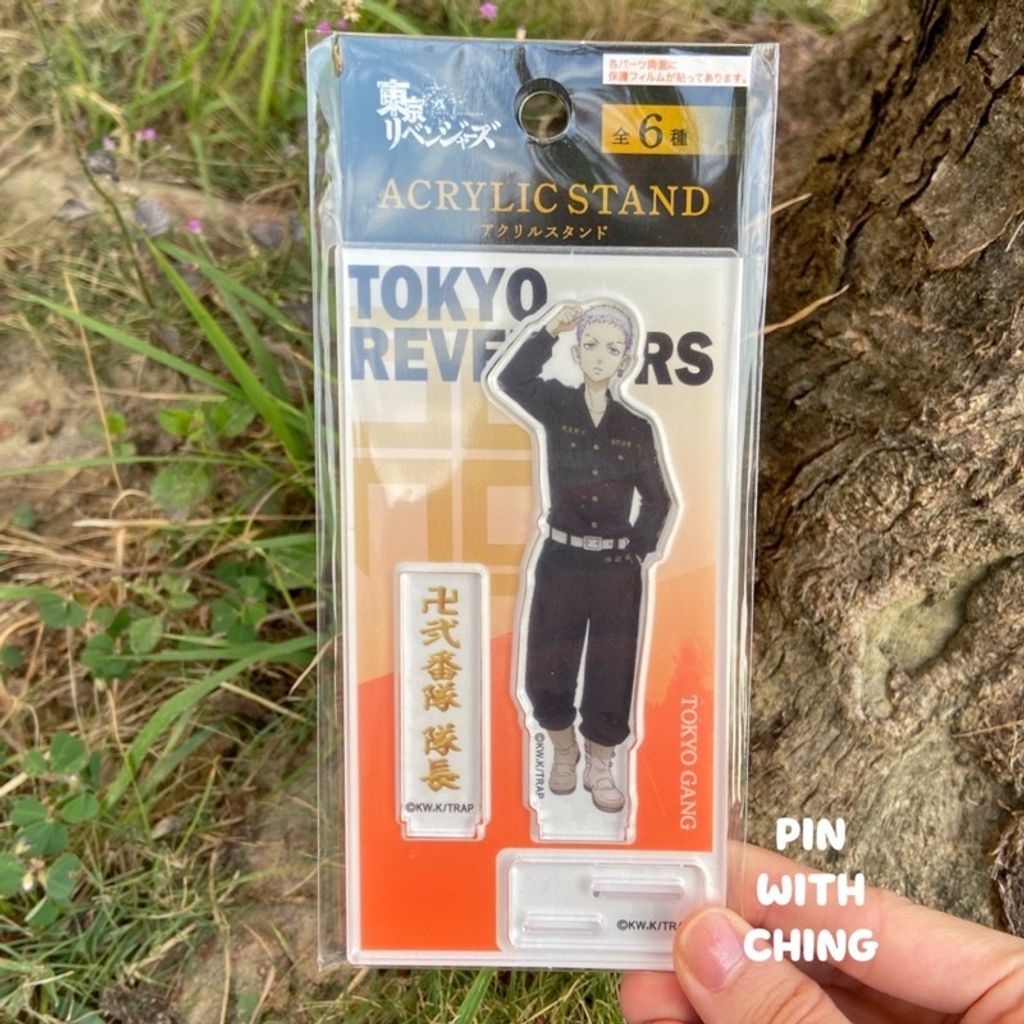 東京
リベンジャーズ
各パーツ両面に
保護フィルムが貼ってあります。
全6種
ACRYLIC STAND
アクリルスタンド
TOKYO
REVE RS
卍弐番隊 隊長
©KW.K/TRAP
©KW.K/TRAP
TOKYO GANG
©KW.K/TRA
PIN
WITH
CHING